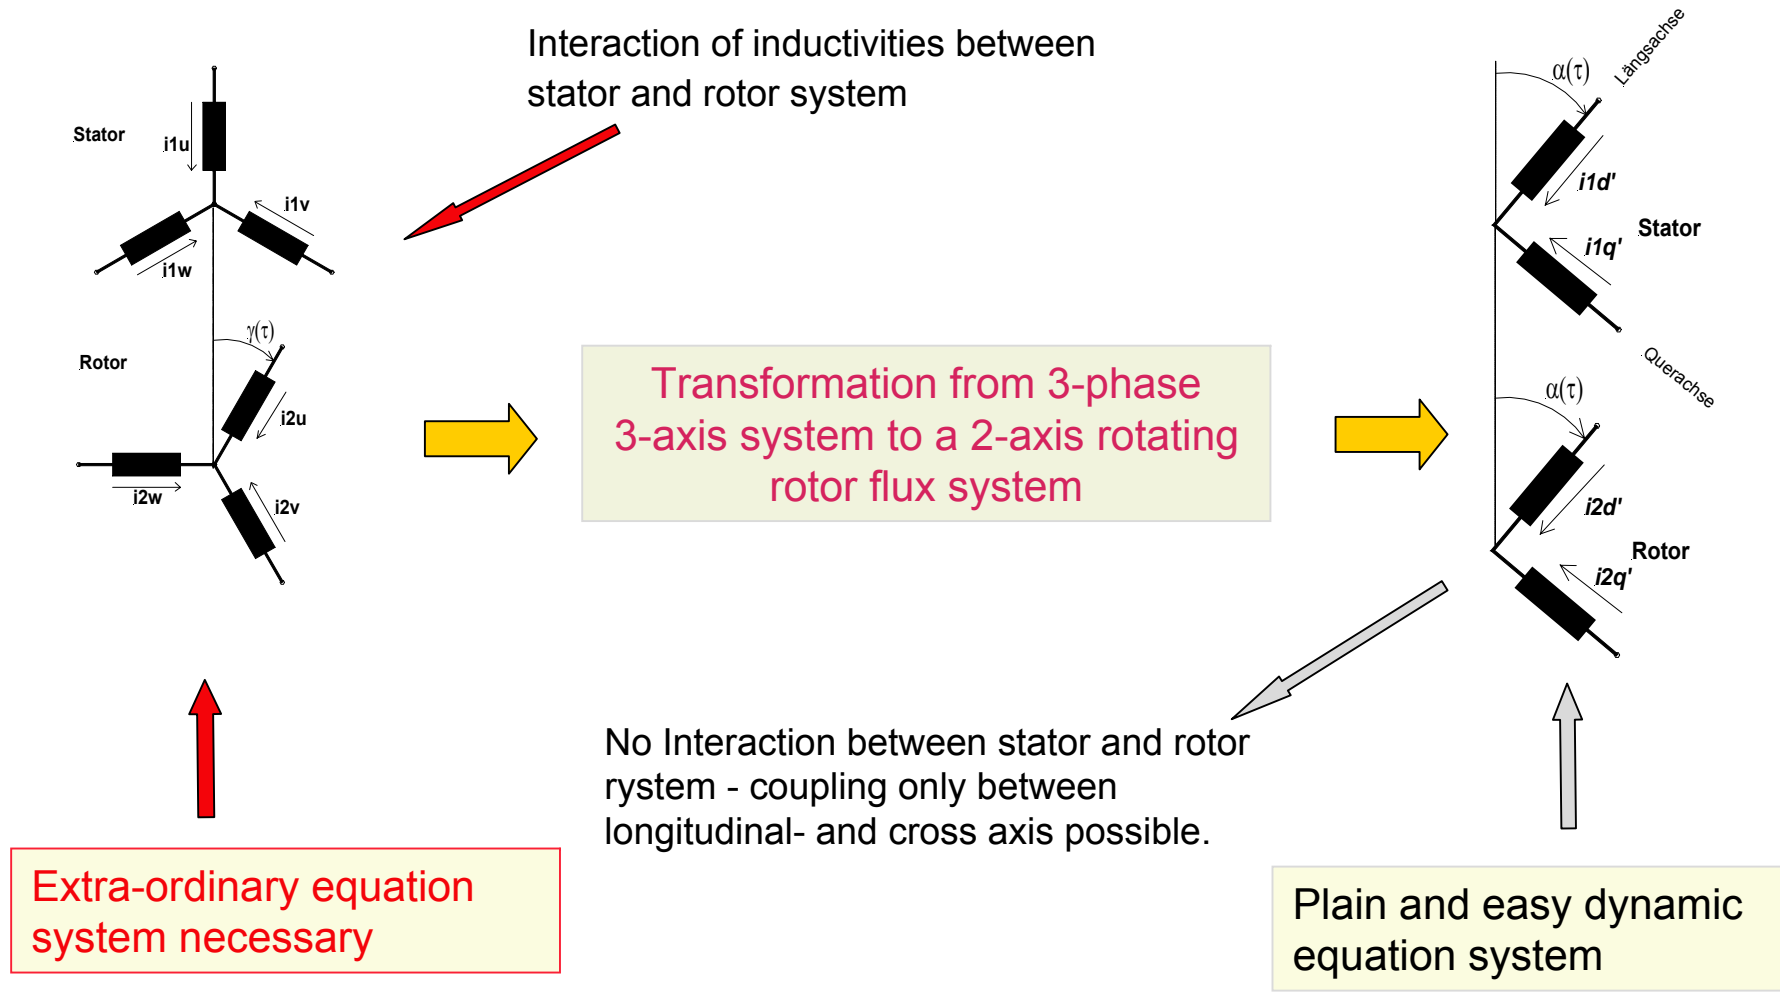 Interaction of inductivities between
stator and rotor system
Stator
i1u
i1v
i1w
Rotor
γ(τ)
i2u
i2w
i2v
Transformation from 3-phase
3-axis system to a 2-axis rotating
rotor flux system
α(τ)
Längsachse
i1d'
Stator
i1q'
Querachse
α(τ)
i2d'
Rotor
i2q'
No Interaction between stator and rotor
rystem - coupling only between
longitudinal- and cross axis possible.
Extra-ordinary equation
system necessary
Plain and easy dynamic
equation system